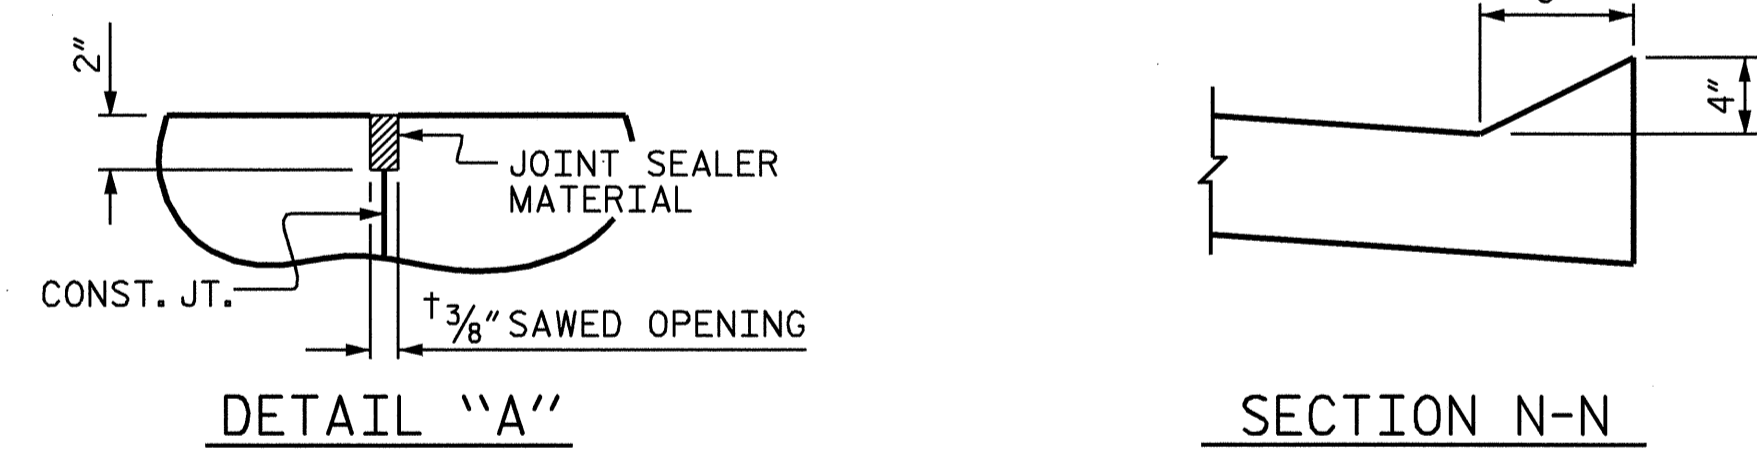 2"
JOINT SEALER
MATERIAL
CONST. JT.
† 3/8" SAWED OPENING
DETAIL "A"
4"
SECTION N-N